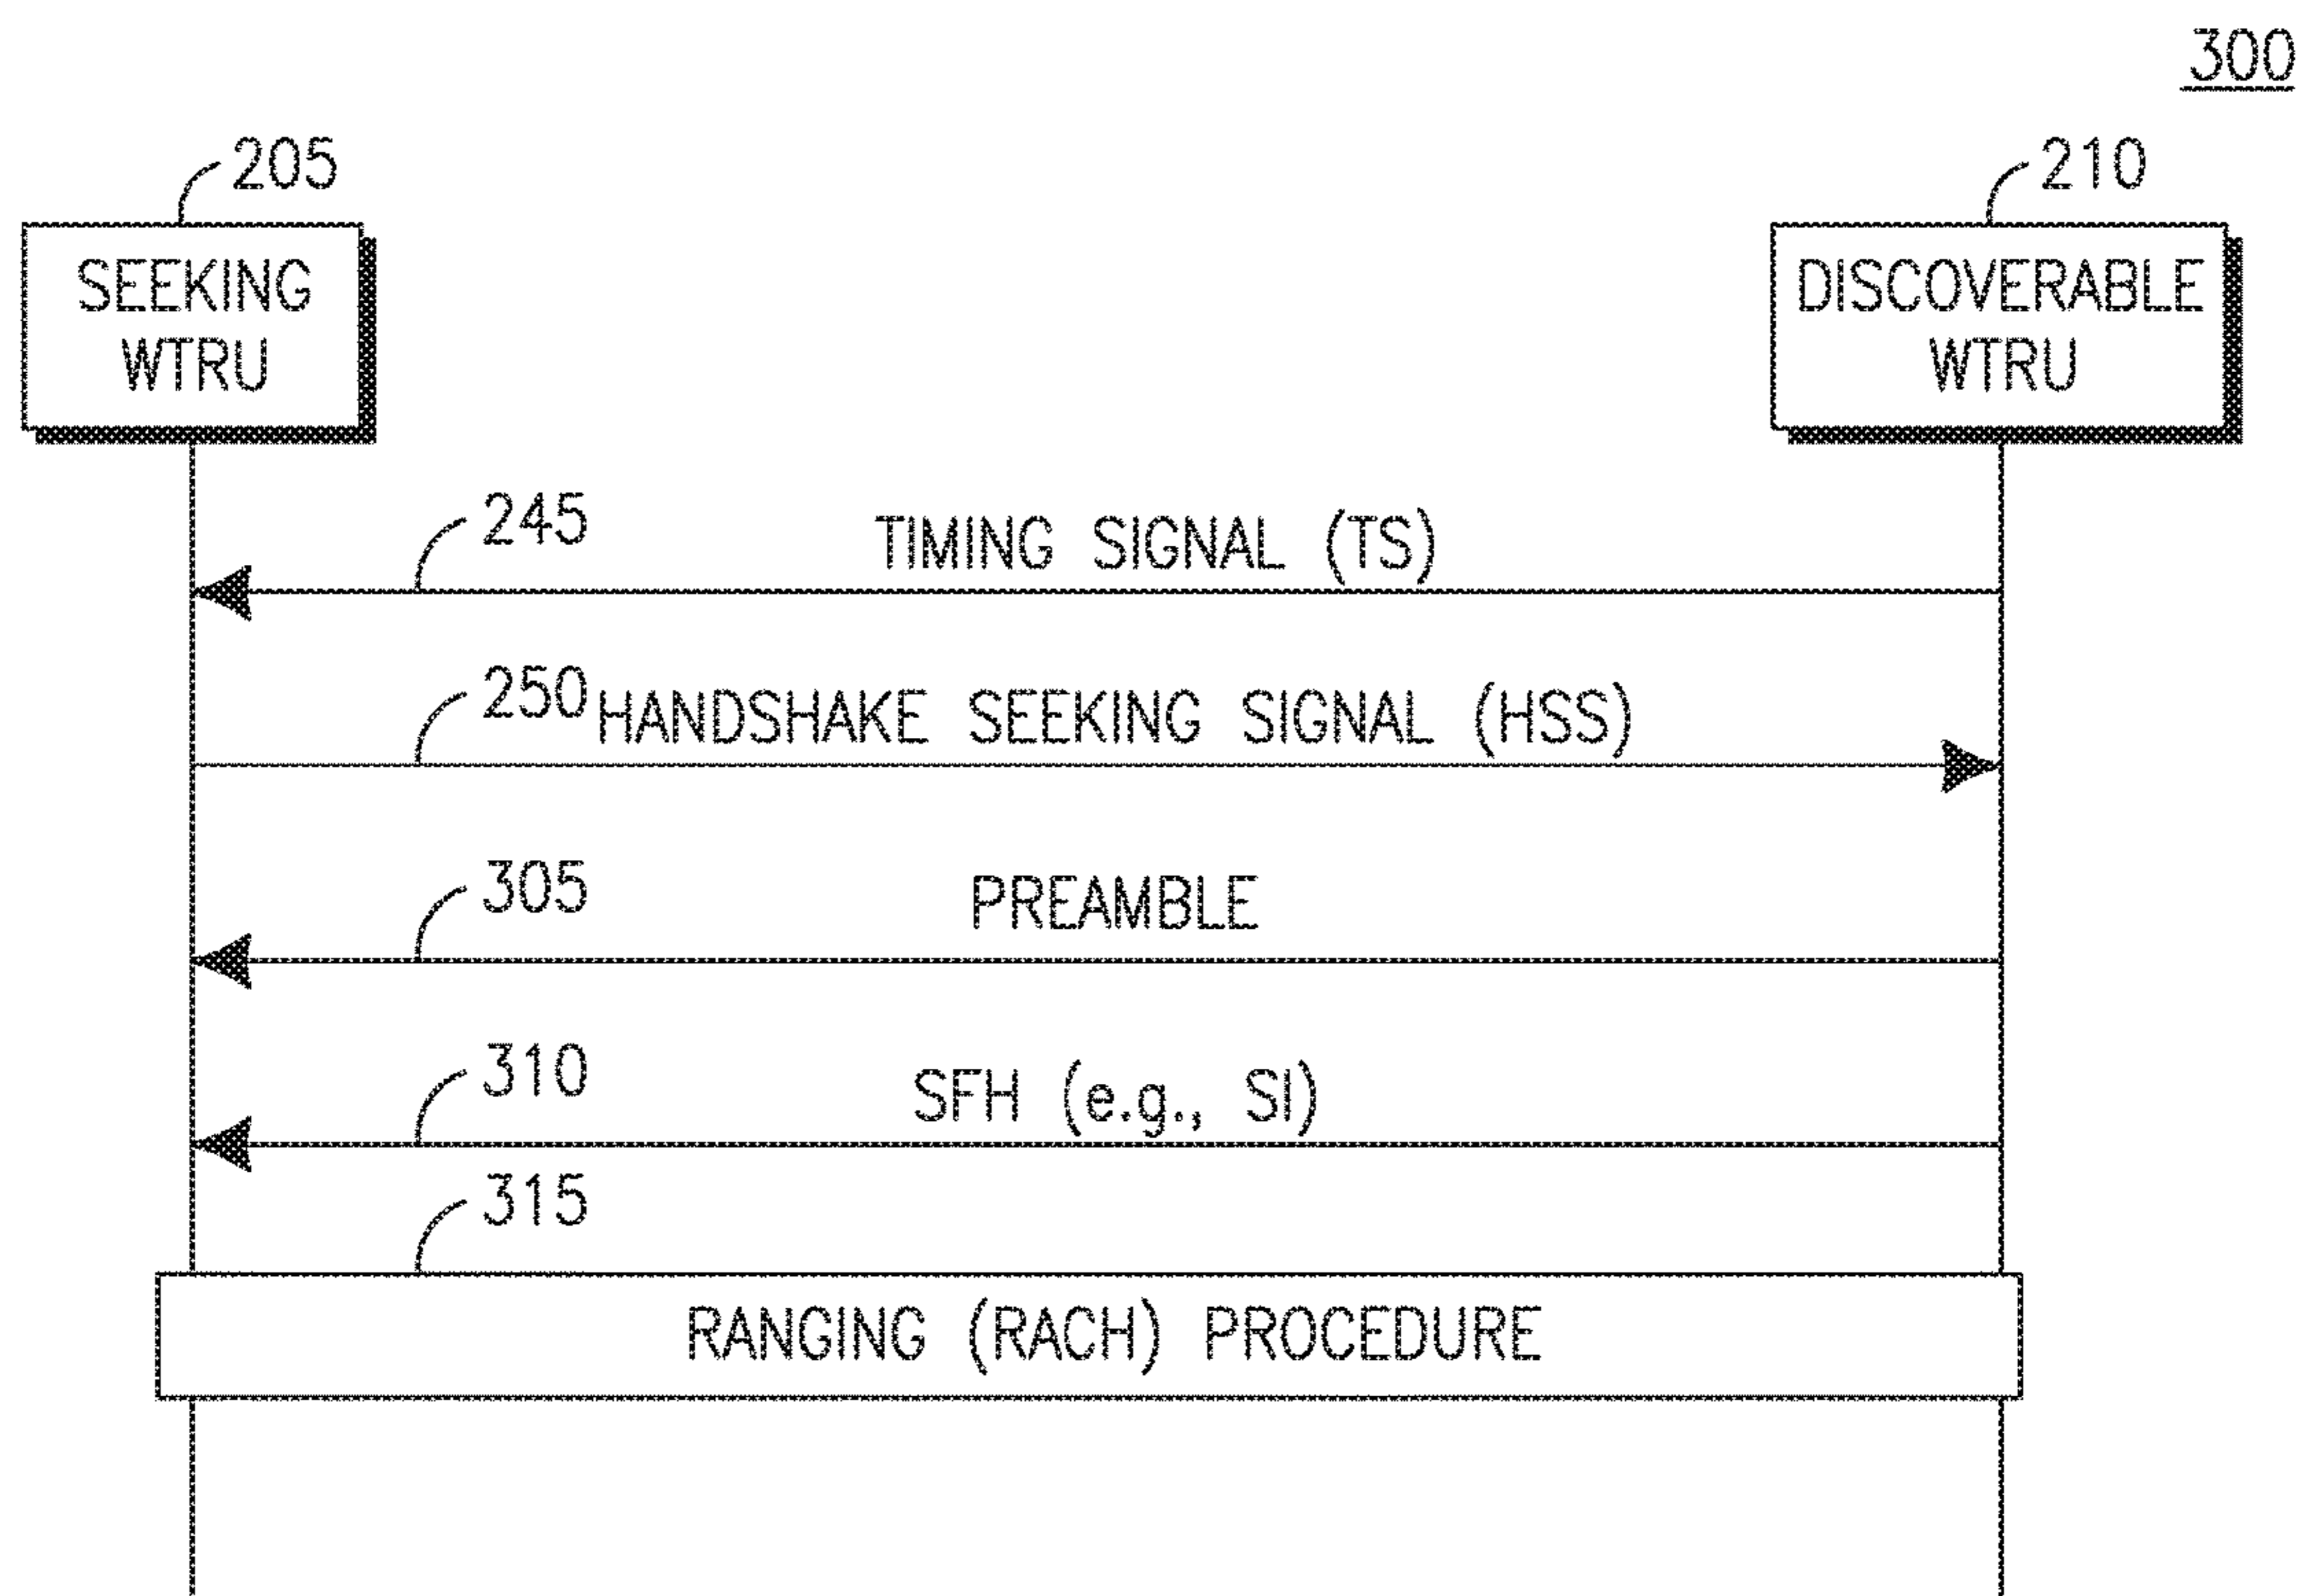 300
205
210
SEEKING
WTRU
DISCOVERABLE
WTRU
245
TIMING SIGNAL (TS)
250
HANDSHAKE SEEKING SIGNAL (HSS)
305
PREAMBLE
310
SFH (e.g., SI)
315
RANGING (RACH) PROCEDURE